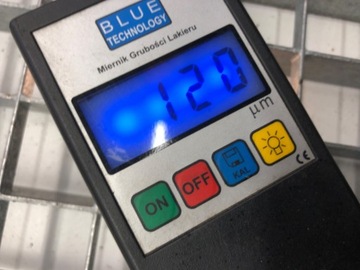 BLUE
TECHNOLOGY
Miernik Grubości Lakieru
120
μm
ON
OFF
KAL
CE